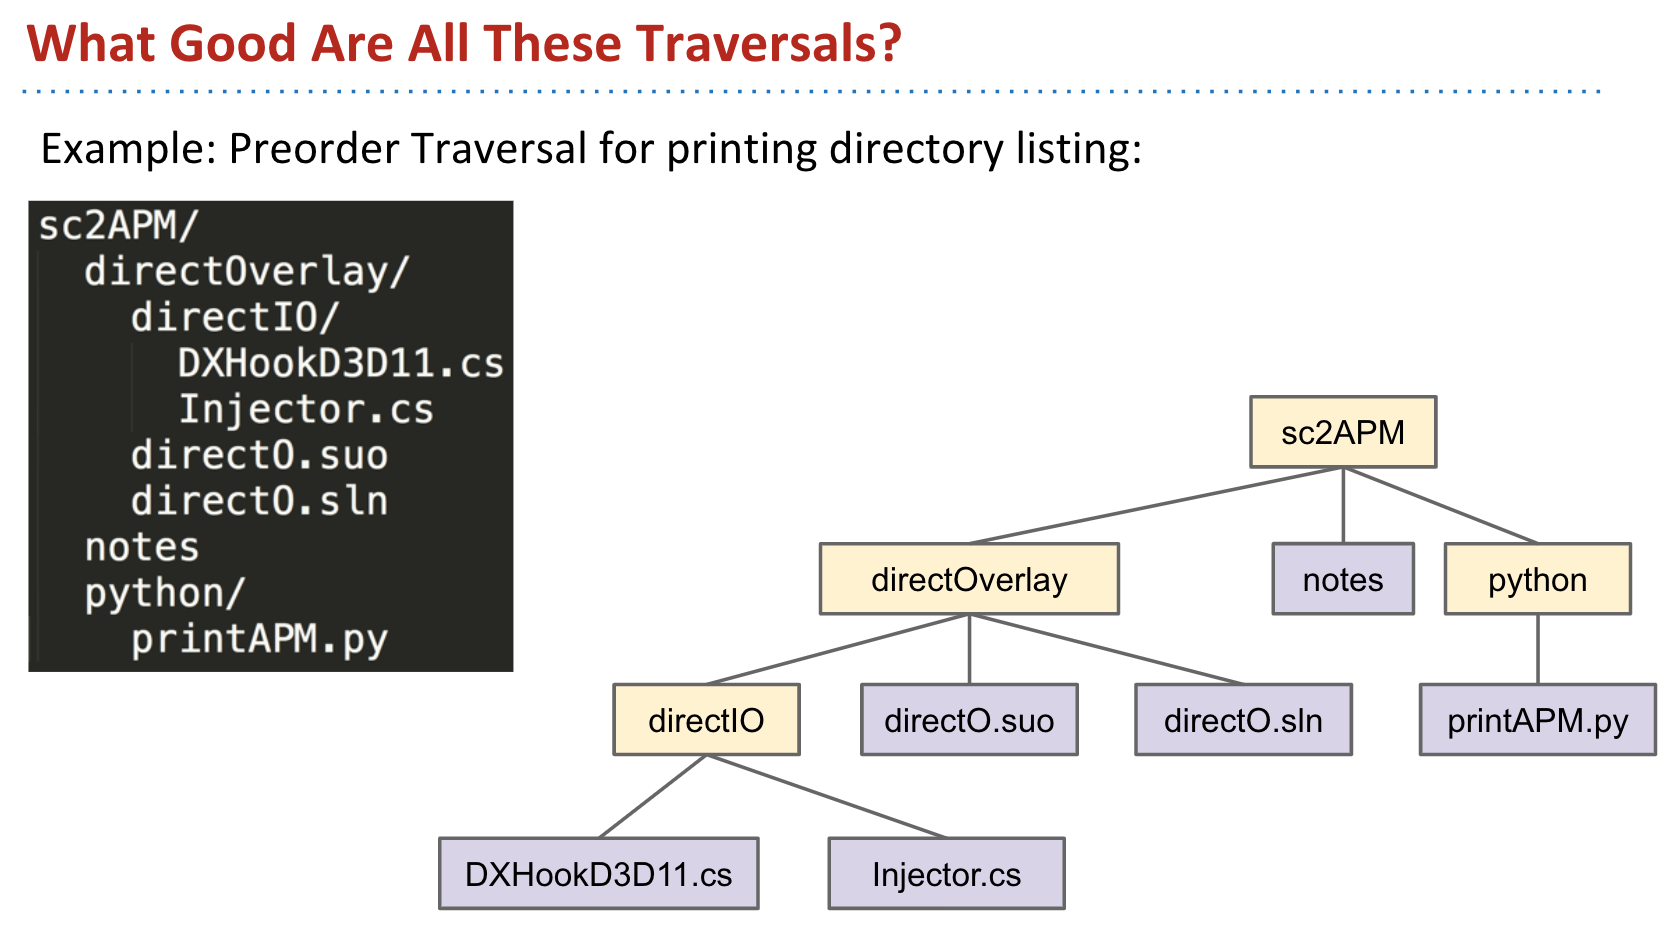 What Good Are All These Traversals?
Example: Preorder Traversal for printing directory listing:
sc2APM/
directOverlay/
directIO/
DXHookD3D11.cs
Injector.cs
directO.suo
directO.sln
notes
python/
printAPM.py
sc2APM
directOverlay
notes
python
directIO
directO.suo
directO.sln
printAPM.py
DXHookD3D11.cs
Injector.cs